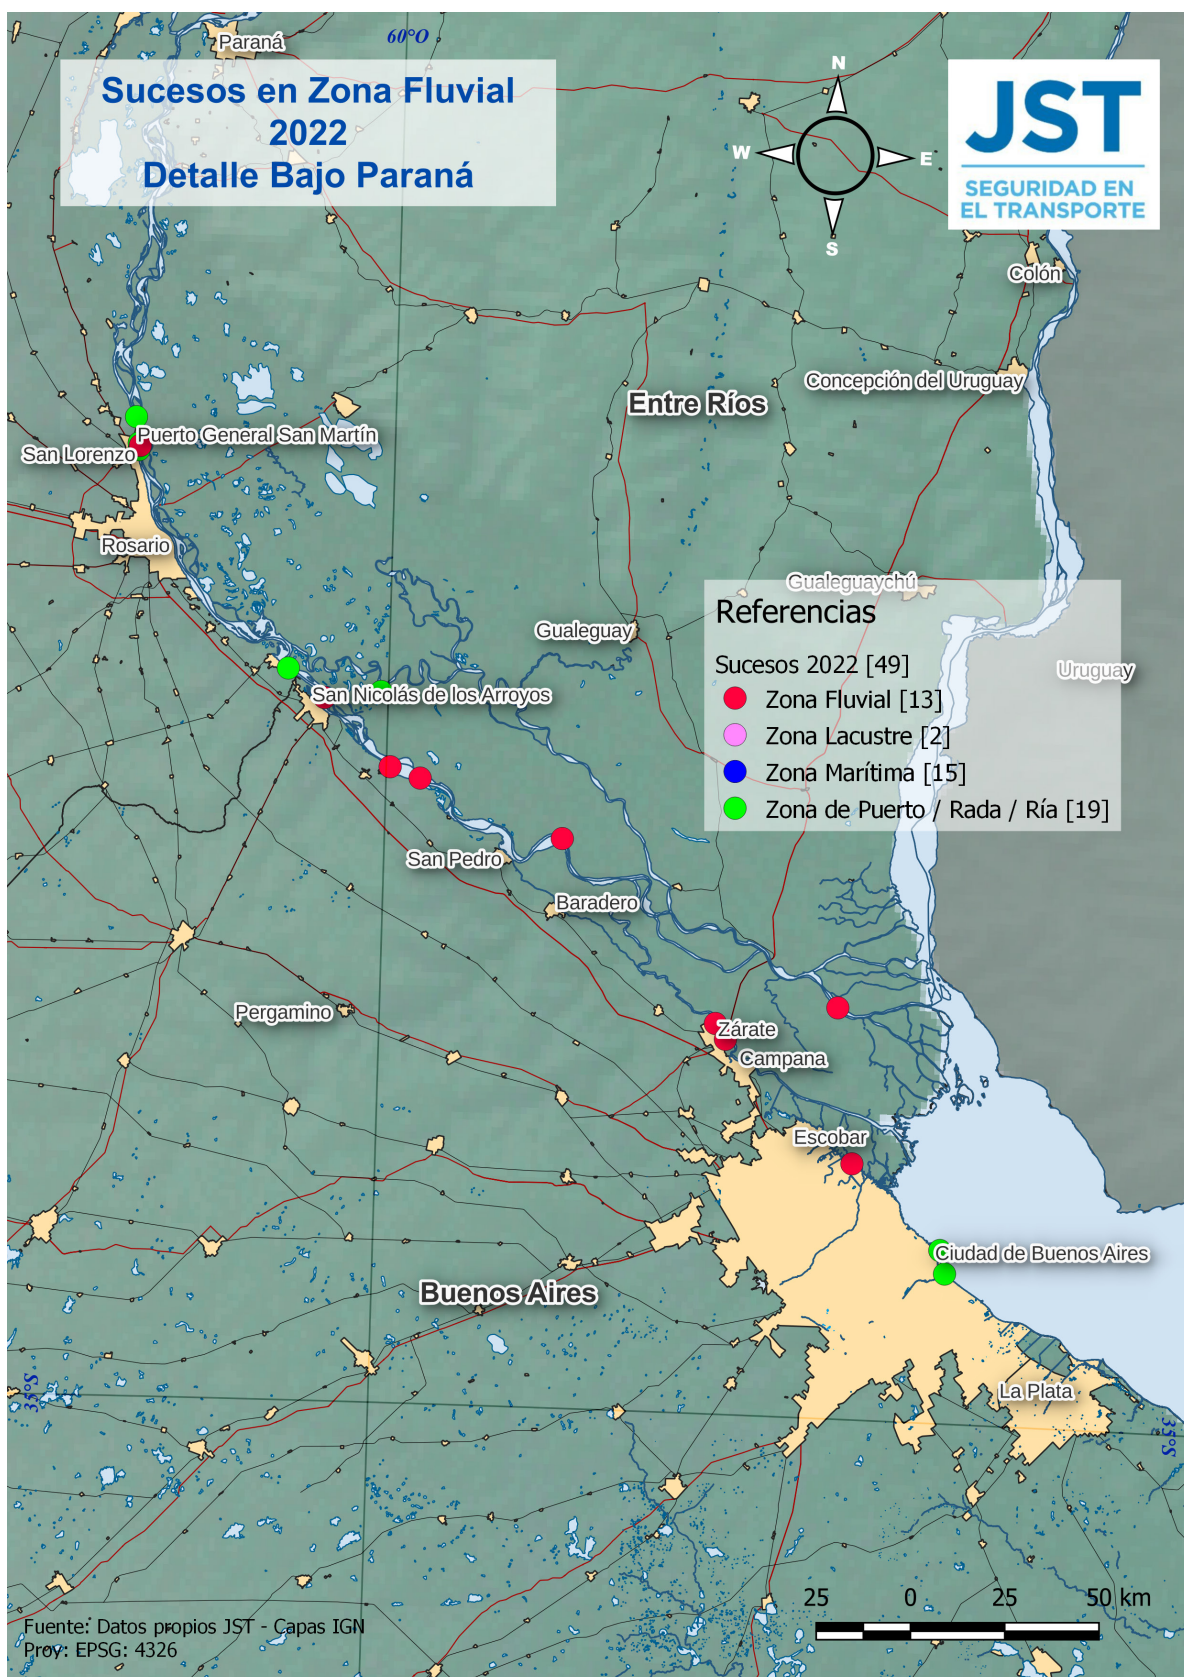 Paraná
60°O
Sucesos en Zona Fluvial
2022
Detalle Bajo Paraná
N
W
E
S
JST
SEGURIDAD EN
EL TRANSPORTE
Colón
Concepción del Uruguay
Entre Ríos
Puerto General San Martín
San Lorenzo
Rosario
Gualeguaychú
Gualeguay
Uruguay
Referencias
Sucesos 2022 [49]
Zona Fluvial [13]
Zona Lacustre [2]
Zona Marítima [15]
Zona de Puerto / Rada / Ría [19]
San Nicolás de los Arroyos
San Pedro
Baradero
Pergamino
Zárate
Campana
Escobar
Ciudad de Buenos Aires
Buenos Aires
La Plata
35°S
35°S
25 0 25 50 km
Fuente: Datos propios JST - Capas IGN
Proy: EPSG: 4326